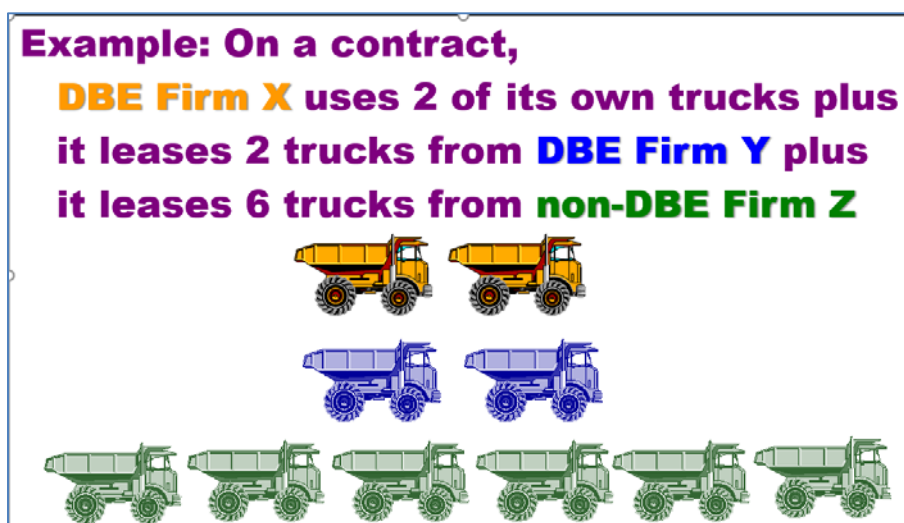 Example: On a contract,
DBE Firm X uses 2 of its own trucks plus
it leases 2 trucks from DBE Firm Y plus
it leases 6 trucks from non-DBE Firm Z